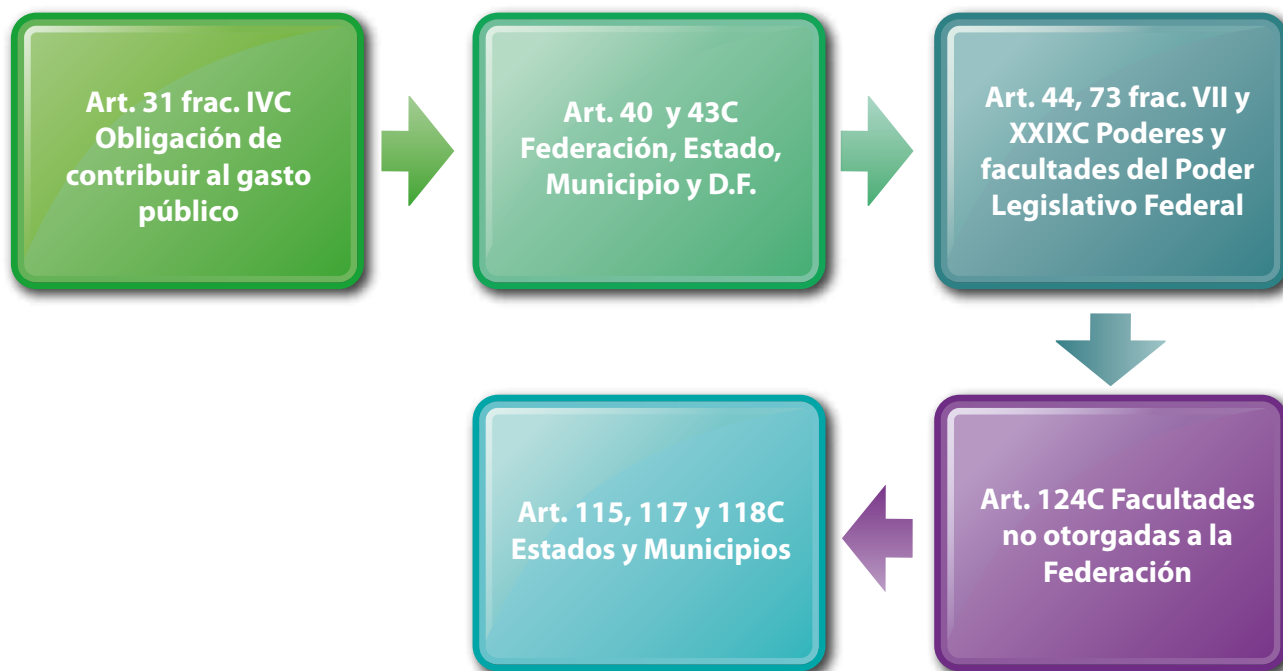 Art. 31 frac. IVC
Obligación de
contribuir al gasto
público
Art. 40 y 43C
Federación, Estado,
Municipio y D.F.
Art. 44, 73 frac. VII y
XXIXC Poderes y
facultades del Poder
Legislativo Federal
Art. 124C Facultades
no otorgadas a la
Federación
Art. 115, 117 y 118C
Estados y Municipios